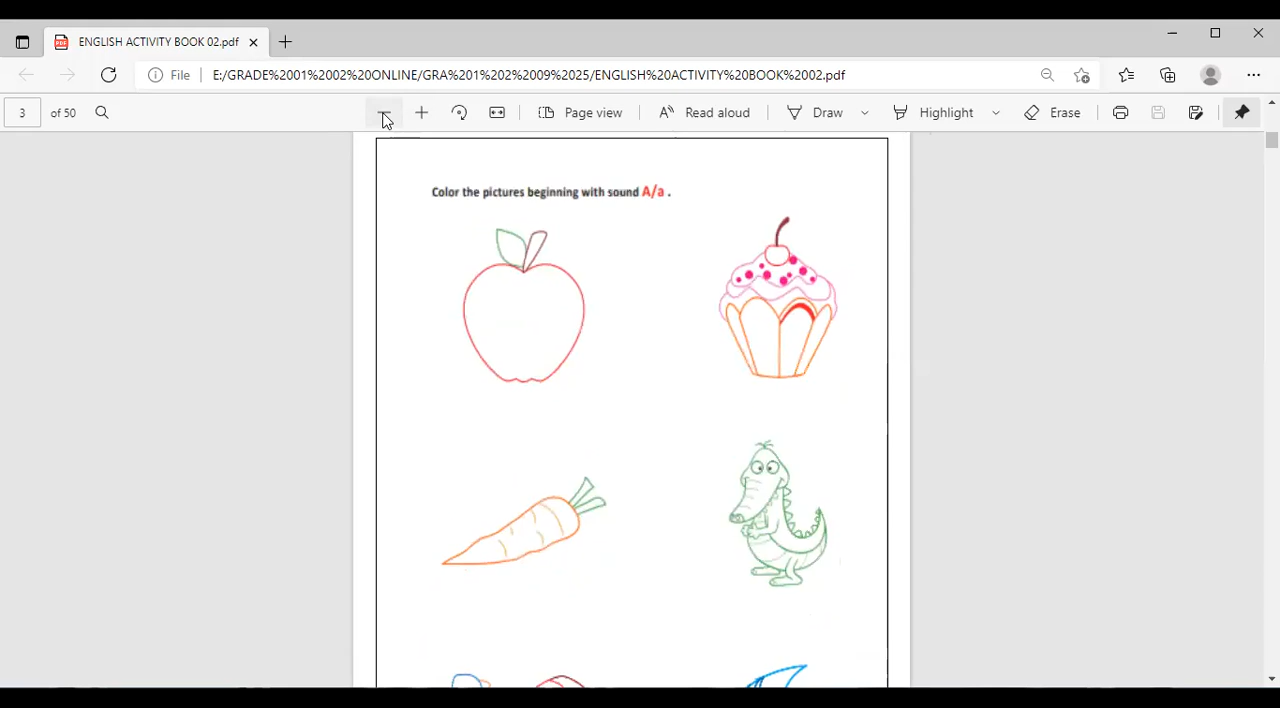 ENGLISH ACTIVITY BOOK 02.pdf
File E:/GRADE%2001%2002%20ONLINE/GRA%201%202%2009%2025/ENGLISH%20ACTIVITY%20BOOK%2002.pdf
3 of 50 Page view Read aloud Draw Highlight Erase
Color the pictures beginning with sound A/a .